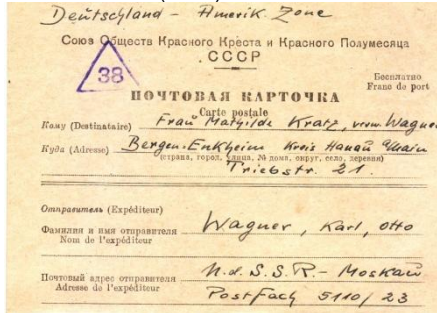 Deutschland - Amerik. Zone
Союз Обществ Красного Креста и Красного Полумесяца
СССР
38
Бесплатно
Franc de port
ПОЧТОВАЯ КАРТОЧКА
Carte postale
Кому (Destinataire) Frau Mathilde Kratz, verw. Wagner
Куда (Adresse) Bergen-Enkheim Kreis Hanau a/Main
(страна, город, улица, № дома, округ, село, деревня)
Triebstr. 21.
Отправитель (Expéditeur)
Фамилия и имя отправителя Wagner, Karl, Otto
Nom de l'expéditeur
Почтовый адрес отправителя U.d.S.S.R. - Moskau
Adresse de l'expéditeur Postfach 5110/23